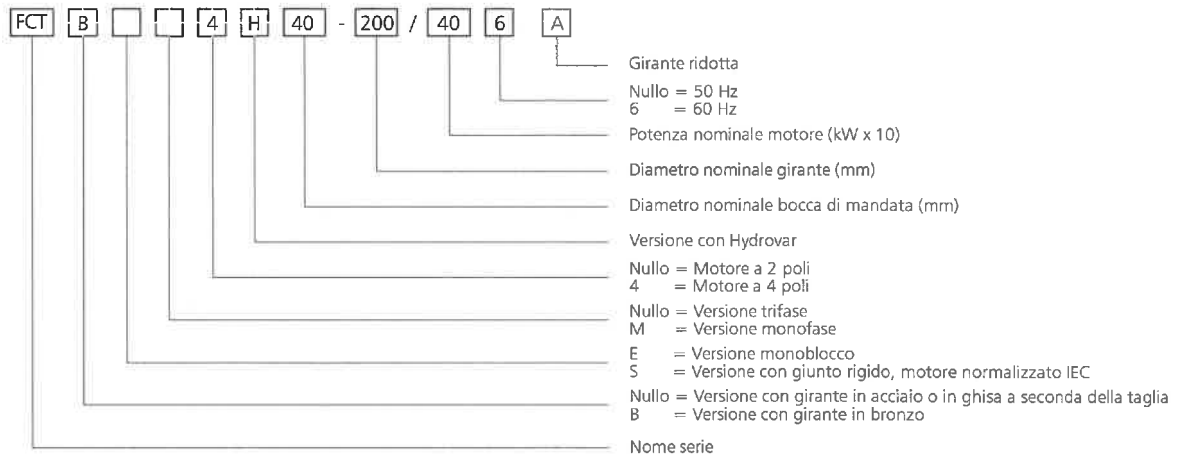 FCT B 4 H 40 - 200 / 40 6 A
Girante ridotta
Nullo = 50 Hz
6 = 60 Hz
Potenza nominale motore (kW x 10)
Diametro nominale girante (mm)
Diametro nominale bocca di mandata (mm)
Versione con Hydrovar
Nullo = Motore a 2 poli
4 = Motore a 4 poli
Nullo = Versione trifase
M = Versione monofase
E = Versione monoblocco
S = Versione con giunto rigido, motore normalizzato IEC
Nullo = Versione con girante in acciaio o in ghisa a seconda della taglia
B = Versione con girante in bronzo
Nome serie